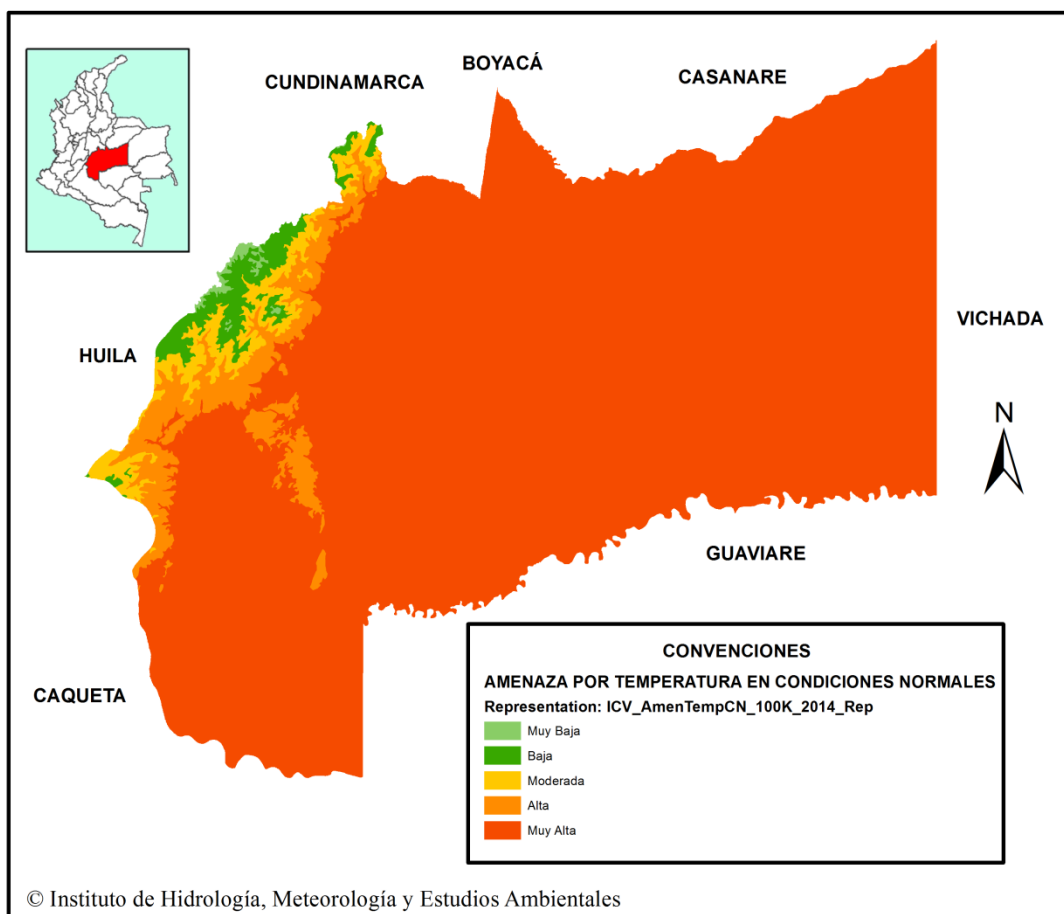 BOYACÁ
CUNDINAMARCA
CASANARE
VICHADA
HUILA
N
GUAVIARE
CAQUETA
CONVENCIONES
AMENAZA POR TEMPERATURA EN CONDICIONES NORMALES
Representation: ICV_AmenTempCN_100K_2014_Rep
Muy Baja
Baja
Moderada
Alta
Muy Alta
© Instituto de Hidrología, Meteorología y Estudios Ambientales